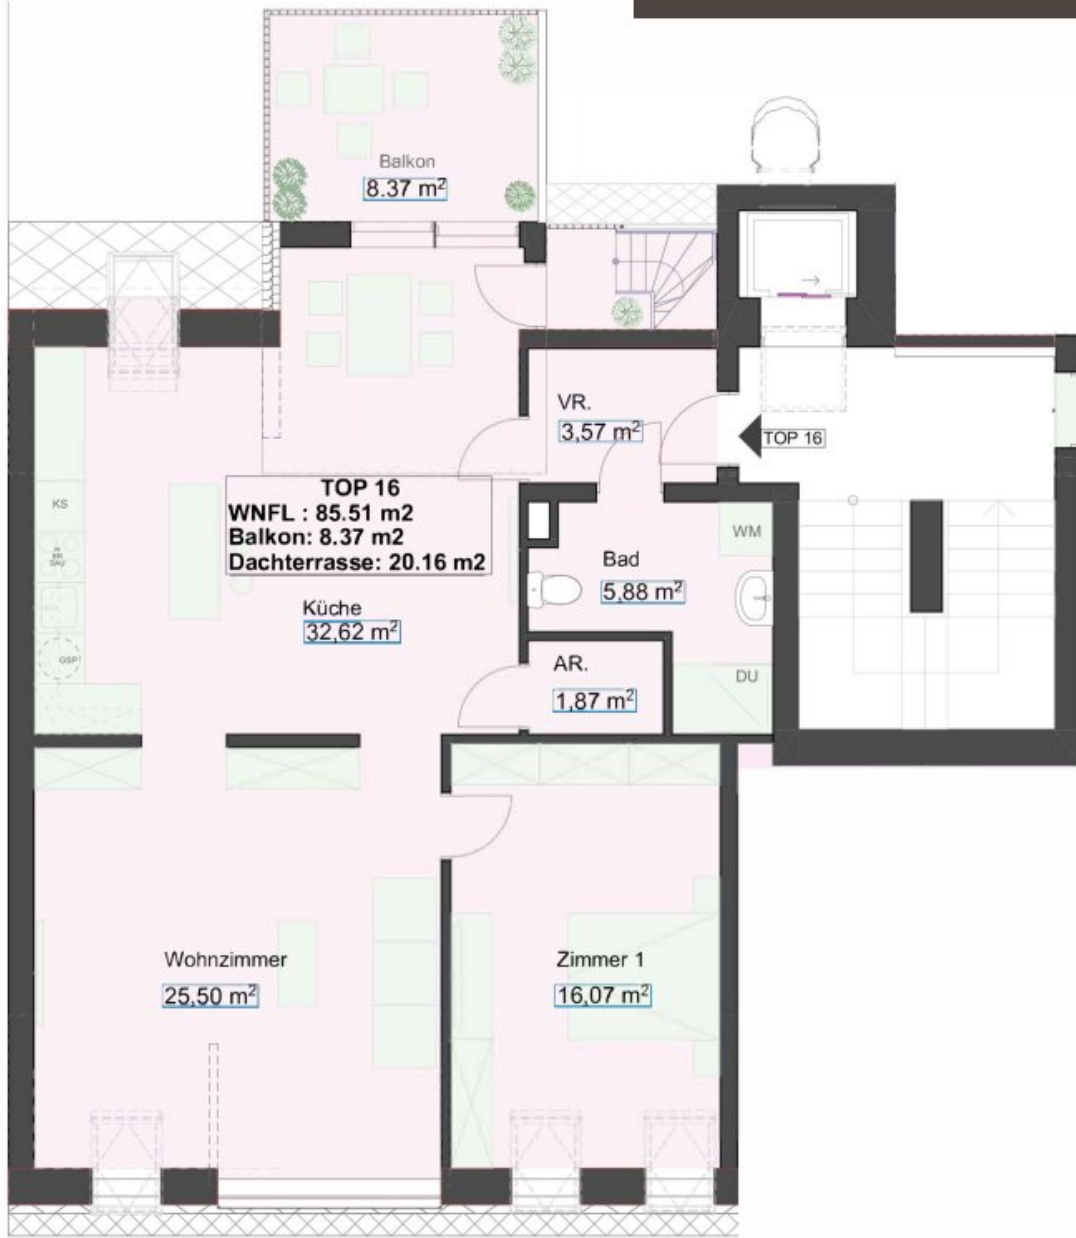 Balkon
8.37 m²
VR.
3,57 m²
TOP 16
TOP 16
WNFL : 85.51 m2
Balkon: 8.37 m2
Dachterrasse: 20.16 m2
KS
WM
Bad
5,88 m²
Küche
32,62 m²
GSP
AR.
1,87 m²
DU
Wohnzimmer
25,50 m²
Zimmer 1
16,07 m²